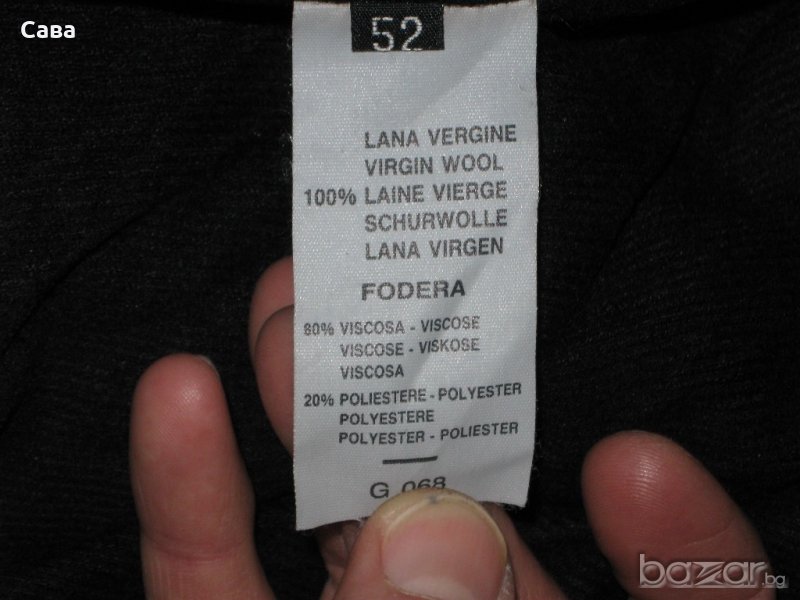 Сава
52
LANA VERGINE
VIRGIN WOOL
100% LAINE VIERGE
SCHURWOLLE
LANA VIRGEN
FODERA
80% VISCOSA - VISCOSE
VISCOSE - VISKOSE
VISCOSA
20% POLIESTERE - POLYESTER
POLYESTERE
POLYESTER - POLIESTER
G 068
bazar.bg